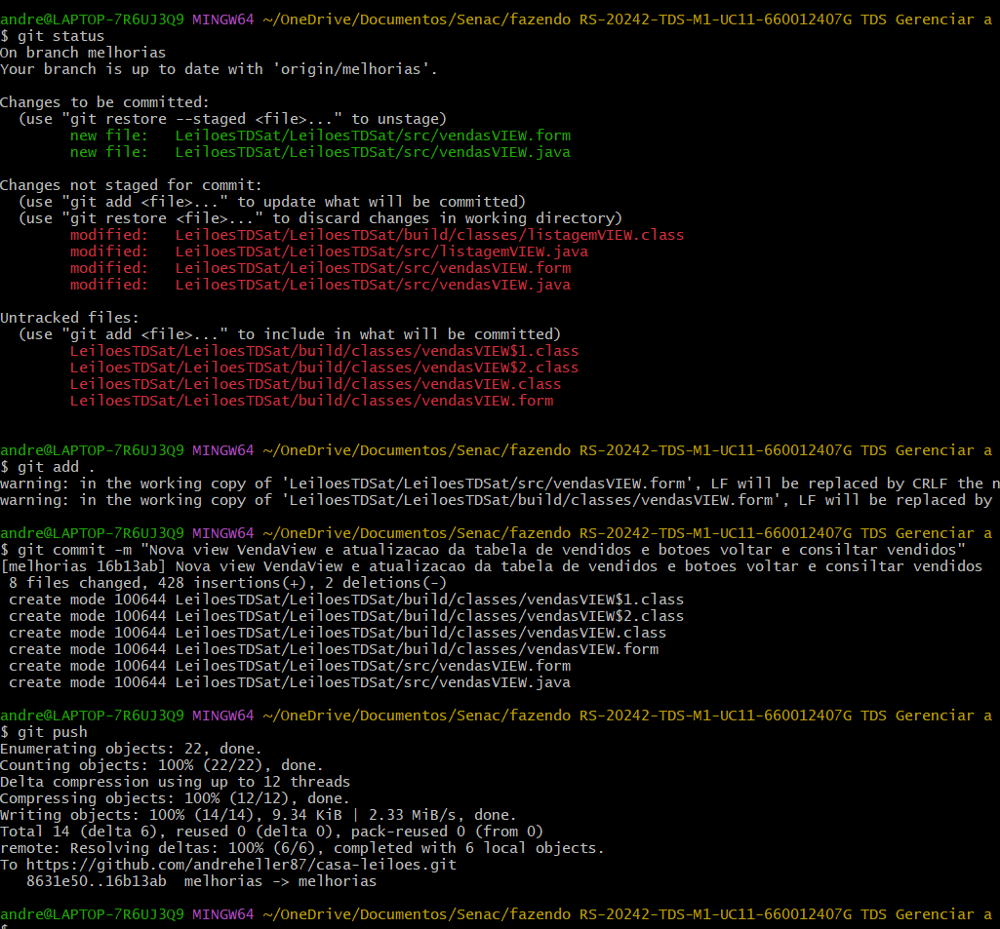 andre@LAPTOP-7R6UJ3Q9 MINGW64 ~/OneDrive/Documentos/Senac/fazendo RS-20242-TDS-M1-UC11-660012407G TDS Gerenciar a
$ git status
On branch melhorias
Your branch is up to date with 'origin/melhorias'.
Changes to be committed:
  (use "git restore --staged <file>..." to unstage)
        new file:   LeiloesTDSat/LeiloesTDSat/src/vendasVIEW.form
        new file:   LeiloesTDSat/LeiloesTDSat/src/vendasVIEW.java
Changes not staged for commit:
  (use "git add <file>..." to update what will be committed)
  (use "git restore <file>..." to discard changes in working directory)
        modified:   LeiloesTDSat/LeiloesTDSat/build/classes/listagemVIEW.class
        modified:   LeiloesTDSat/LeiloesTDSat/src/listagemVIEW.java
        modified:   LeiloesTDSat/LeiloesTDSat/src/vendasVIEW.form
        modified:   LeiloesTDSat/LeiloesTDSat/src/vendasVIEW.java
Untracked files:
  (use "git add <file>..." to include in what will be committed)
        LeiloesTDSat/LeiloesTDSat/build/classes/vendasVIEW$1.class
        LeiloesTDSat/LeiloesTDSat/build/classes/vendasVIEW$2.class
        LeiloesTDSat/LeiloesTDSat/build/classes/vendasVIEW.class
        LeiloesTDSat/LeiloesTDSat/build/classes/vendasVIEW.form
andre@LAPTOP-7R6UJ3Q9 MINGW64 ~/OneDrive/Documentos/Senac/fazendo RS-20242-TDS-M1-UC11-660012407G TDS Gerenciar a
$ git add .
warning: in the working copy of 'LeiloesTDSat/LeiloesTDSat/src/vendasVIEW.form', LF will be replaced by CRLF the n
warning: in the working copy of 'LeiloesTDSat/LeiloesTDSat/build/classes/vendasVIEW.form', LF will be replaced by
andre@LAPTOP-7R6UJ3Q9 MINGW64 ~/OneDrive/Documentos/Senac/fazendo RS-20242-TDS-M1-UC11-660012407G TDS Gerenciar a
$ git commit -m "Nova view VendaView e atualizacao da tabela de vendidos e botoes voltar e consiltar vendidos"
[melhorias 16b13ab] Nova view VendaView e atualizacao da tabela de vendidos e botoes voltar e consiltar vendidos
 8 files changed, 428 insertions(+), 2 deletions(-)
 create mode 100644 LeiloesTDSat/LeiloesTDSat/build/classes/vendasVIEW$1.class
 create mode 100644 LeiloesTDSat/LeiloesTDSat/build/classes/vendasVIEW$2.class
 create mode 100644 LeiloesTDSat/LeiloesTDSat/build/classes/vendasVIEW.class
 create mode 100644 LeiloesTDSat/LeiloesTDSat/build/classes/vendasVIEW.form
 create mode 100644 LeiloesTDSat/LeiloesTDSat/src/vendasVIEW.form
 create mode 100644 LeiloesTDSat/LeiloesTDSat/src/vendasVIEW.java
andre@LAPTOP-7R6UJ3Q9 MINGW64 ~/OneDrive/Documentos/Senac/fazendo RS-20242-TDS-M1-UC11-660012407G TDS Gerenciar a
$ git push
Enumerating objects: 22, done.
Counting objects: 100% (22/22), done.
Delta compression using up to 12 threads
Compressing objects: 100% (12/12), done.
Writing objects: 100% (14/14), 9.34 KiB | 2.33 MiB/s, done.
Total 14 (delta 6), reused 0 (delta 0), pack-reused 0 (from 0)
remote: Resolving deltas: 100% (6/6), completed with 6 local objects.
To https://github.com/andreheller87/casa-leiloes.git
   8631e50..16b13ab  melhorias -> melhorias
andre@LAPTOP-7R6UJ3Q9 MINGW64 ~/OneDrive/Documentos/Senac/fazendo RS-20242-TDS-M1-UC11-660012407G TDS Gerenciar a
$